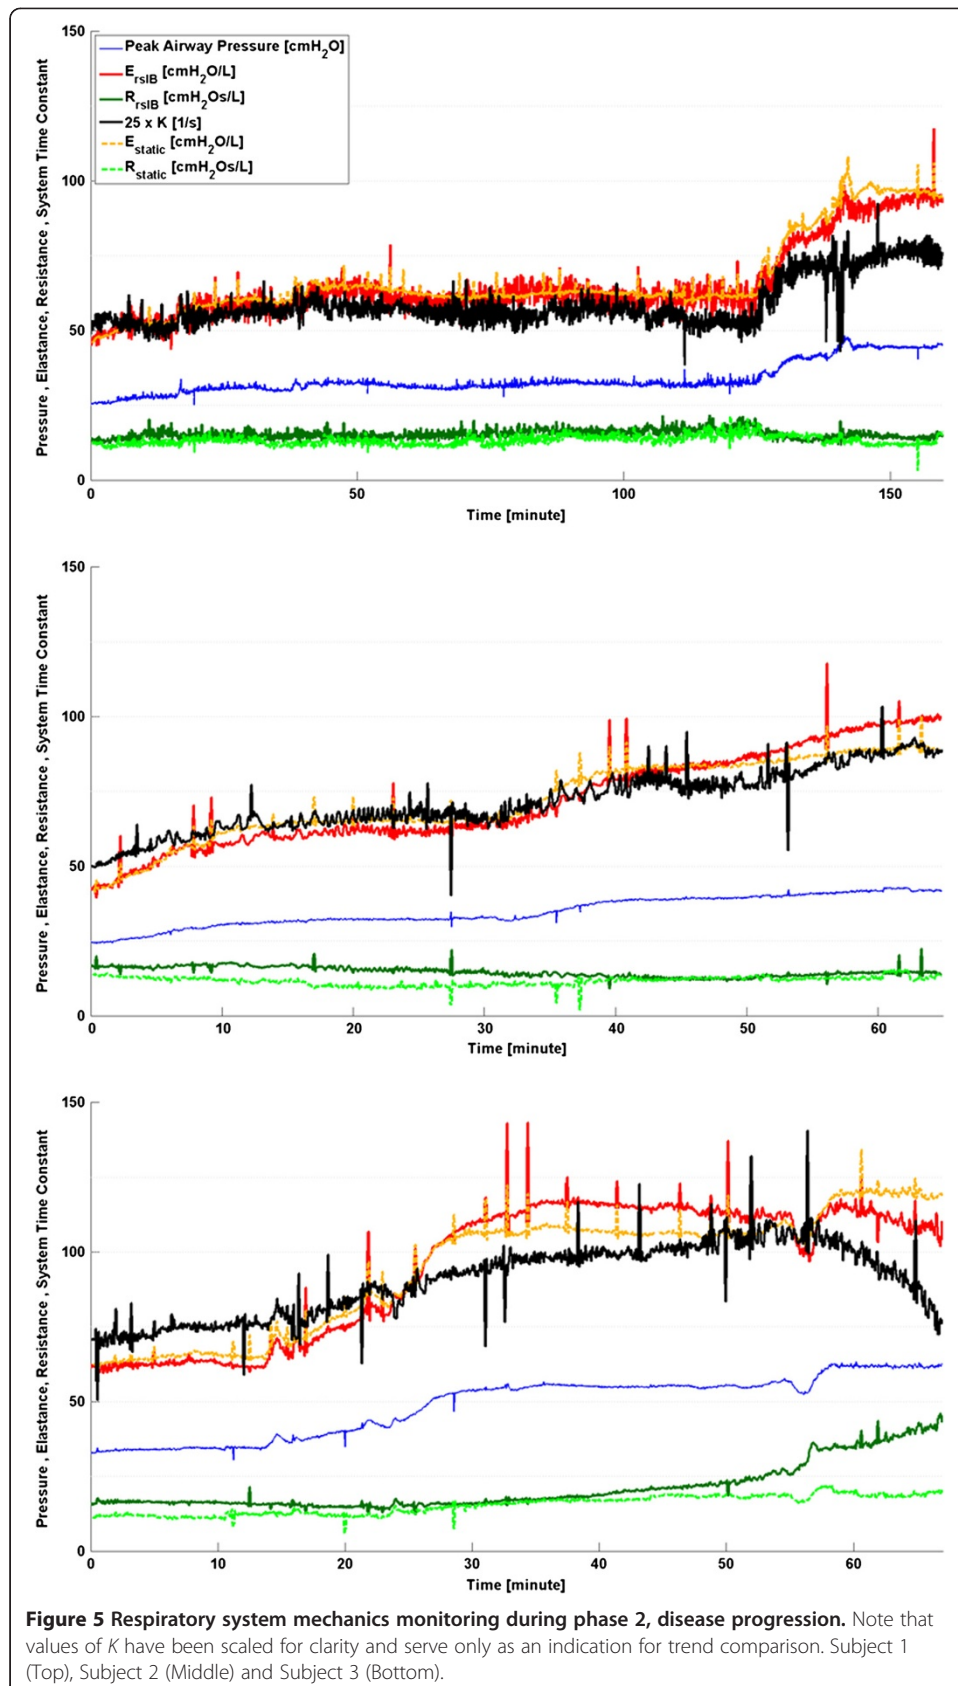 150
100
50
0
Pressure , Elastance, Resistance , System Time Constant
Peak Airway Pressure [cmH2O]
ErsIB [cmH2O/L]
RrsIB [cmH2Os/L]
25 x K [1/s]
Estatic [cmH2O/L]
Rstatic [cmH2Os/L]
0 50 100 150
Time [minute]
150
100
50
0
Pressure , Elastance, Resistance , System Time Constant
0 10 20 30 40 50 60
Time [minute]
150
100
50
0
Pressure , Elastance, Resistance , System Time Constant
0 10 20 30 40 50 60
Time [minute]
Figure 5 Respiratory system mechanics monitoring during phase 2, disease progression. Note that
values of K have been scaled for clarity and serve only as an indication for trend comparison. Subject 1
(Top), Subject 2 (Middle) and Subject 3 (Bottom).